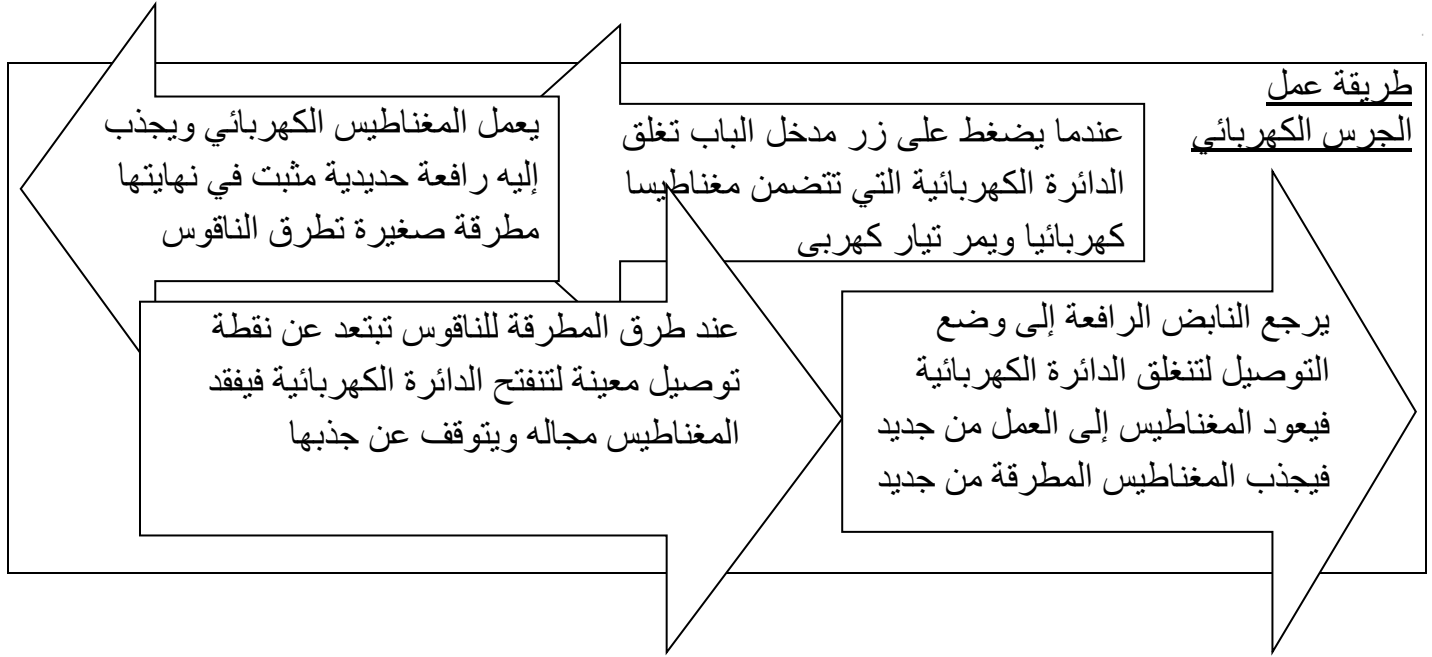 طريقة عمل
الجرس الكهربائي
عندما يضغط على زر مدخل الباب تغلق
الدائرة الكهربائية التي تتضمن مغناطيسا
كهربائيا ويمر تيار كهربى
يعمل المغناطيس الكهربائي ويجذب
إليه رافعة حديدية مثبت في نهايتها
مطرقة صغيرة تطرق الناقوس
عند طرق المطرقة للناقوس تبتعد عن نقطة
توصيل معينة لتنفتح الدائرة الكهربائية فيفقد
المغناطيس مجاله ويتوقف عن جذبها
يرجع النابض الرافعة إلى وضع
التوصيل لتنغلق الدائرة الكهربائية
فيعود المغناطيس إلى العمل من جديد
فيجذب المغناطيس المطرقة من جديد